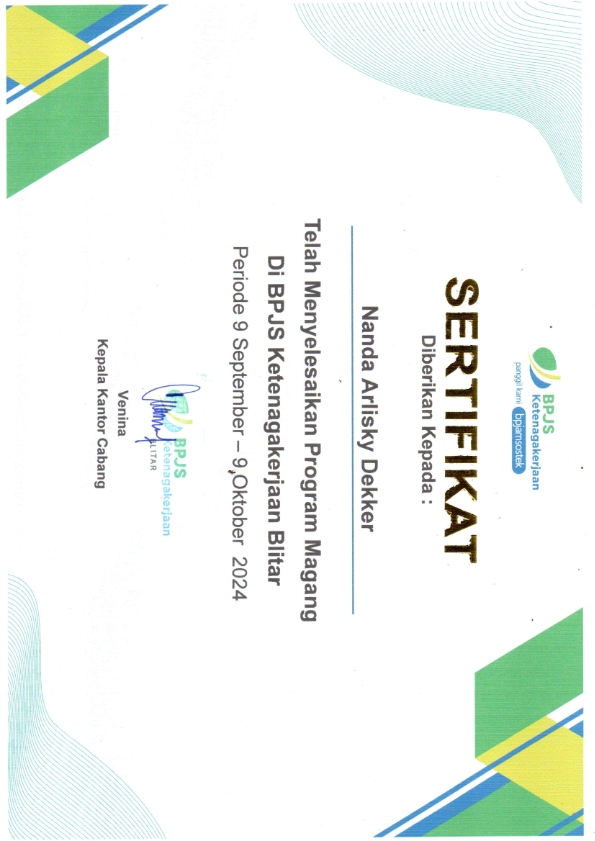 BPJS
Ketenagakerjaan
panggil kami bpjamsostek
SERTIFIKAT
Diberikan Kepada :
Nanda Arlisky Dekker
Telah Menyelesaikan Program Magang
Di BPJS Ketenagakerjaan Blitar
Periode 9 September – 9 Oktober 2024
BPJS
Ketenagakerjaan
BLITAR
Venina
Kepala Kantor Cabang